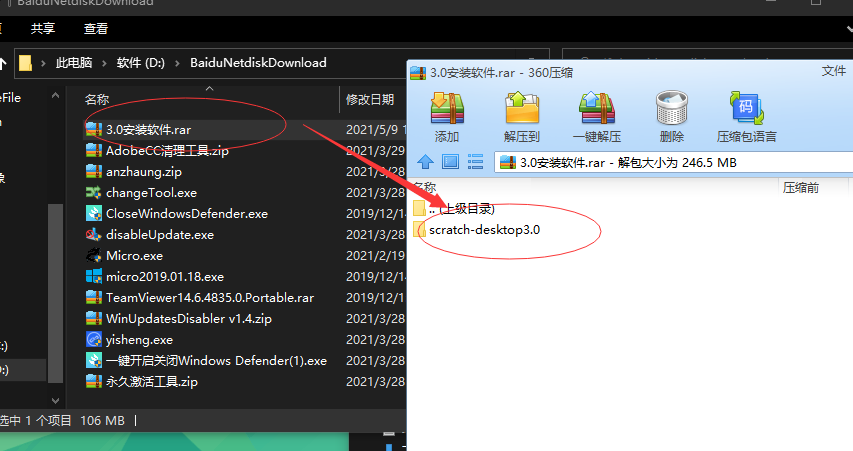 BaiduNetdiskDownload
共享 查看
此电脑 › 软件 (D:) › BaiduNetdiskDownload
名称 修改日期
3.0安装软件.rar 2021/5/9 1
AdobeCC清理工具.zip 2021/3/29
anzhaung.zip 2021/3/28
changeTool.exe 2021/3/28
CloseWindowsDefender.exe 2019/12/14
disableUpdate.exe 2021/3/28
Micro.exe 2021/2/19
micro2019.01.18.exe 2019/12/14
TeamViewer14.6.4835.0.Portable.rar 2019/12/1
WinUpdatesDisabler v1.4.zip 2021/3/28
yisheng.exe 2021/3/28
一键开启关闭Windows Defender(1).exe 2021/3/28
永久激活工具.zip 2021/3/28
选中 1 个项目 106 MB
3.0安装软件.rar - 360压缩 文件
添加 解压到 一键解压 删除 压缩包语言
码
3.0安装软件.rar - 解包大小为 246.5 MB
名称 压缩前
.. (上级目录)
scratch-desktop3.0